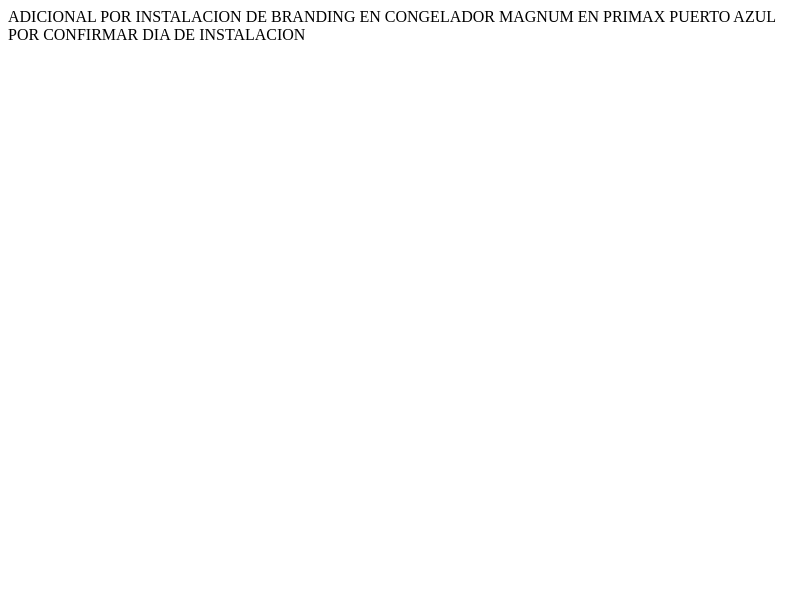 ADICIONAL POR INSTALACION DE BRANDING EN CONGELADOR MAGNUM EN PRIMAX PUERTO AZUL
POR CONFIRMAR DIA DE INSTALACION